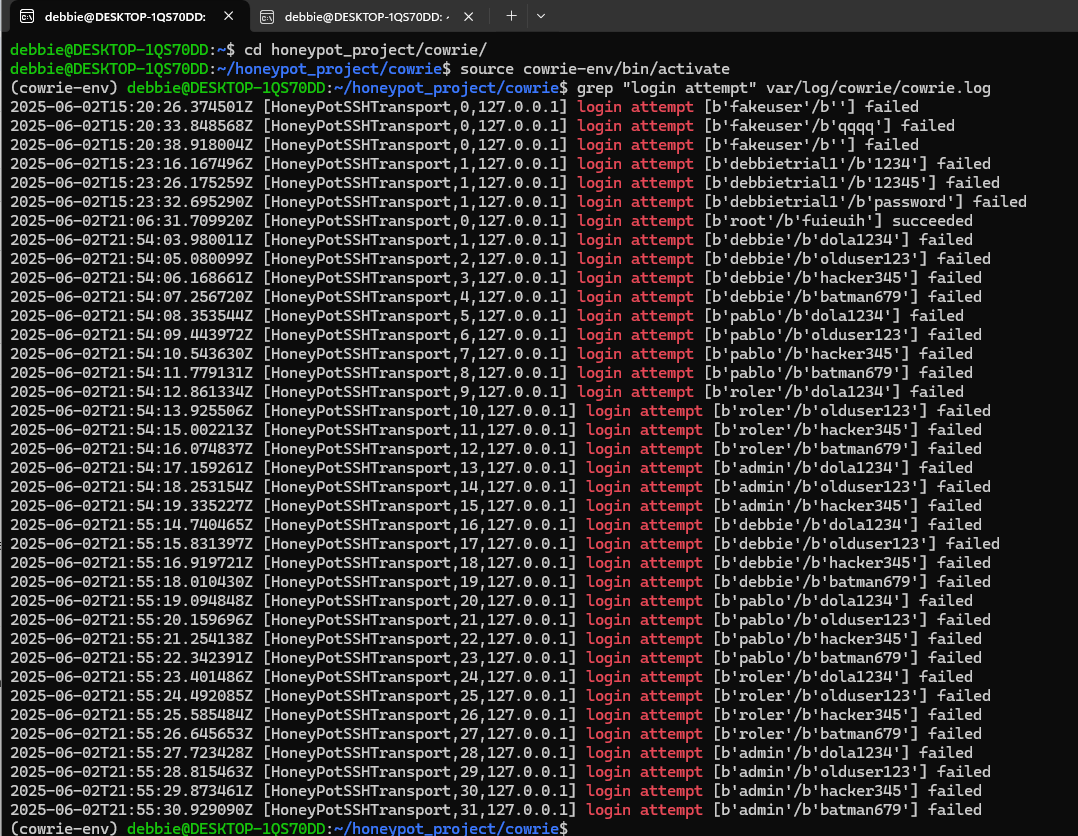 debbie@DESKTOP-1QS70DD: × debbie@DESKTOP-1QS70DD: × +
debbie@DESKTOP-1QS70DD:~$ cd honeypot_project/cowrie/
debbie@DESKTOP-1QS70DD:~/honeypot_project/cowrie$ source cowrie-env/bin/activate
(cowrie-env) debbie@DESKTOP-1QS70DD:~/honeypot_project/cowrie$ grep "login attempt" var/log/cowrie/cowrie.log
2025-06-02T15:20:26.374501Z [HoneyPotSSHTransport,0,127.0.0.1] login attempt [b'fakeuser'/b''] failed
2025-06-02T15:20:33.848568Z [HoneyPotSSHTransport,0,127.0.0.1] login attempt [b'fakeuser'/b'qqqq'] failed
2025-06-02T15:20:38.918004Z [HoneyPotSSHTransport,0,127.0.0.1] login attempt [b'fakeuser'/b''] failed
2025-06-02T15:23:16.167496Z [HoneyPotSSHTransport,1,127.0.0.1] login attempt [b'debbietrial1'/b'1234'] failed
2025-06-02T15:23:26.175259Z [HoneyPotSSHTransport,1,127.0.0.1] login attempt [b'debbietrial1'/b'12345'] failed
2025-06-02T15:23:32.695290Z [HoneyPotSSHTransport,1,127.0.0.1] login attempt [b'debbietrial1'/b'password'] failed
2025-06-02T21:06:31.709920Z [HoneyPotSSHTransport,0,127.0.0.1] login attempt [b'root'/b'fuieuih'] succeeded
2025-06-02T21:54:03.980011Z [HoneyPotSSHTransport,1,127.0.0.1] login attempt [b'debbie'/b'dola1234'] failed
2025-06-02T21:54:05.080099Z [HoneyPotSSHTransport,2,127.0.0.1] login attempt [b'debbie'/b'olduser123'] failed
2025-06-02T21:54:06.168661Z [HoneyPotSSHTransport,3,127.0.0.1] login attempt [b'debbie'/b'hacker345'] failed
2025-06-02T21:54:07.256720Z [HoneyPotSSHTransport,4,127.0.0.1] login attempt [b'debbie'/b'batman679'] failed
2025-06-02T21:54:08.353544Z [HoneyPotSSHTransport,5,127.0.0.1] login attempt [b'pablo'/b'dola1234'] failed
2025-06-02T21:54:09.443972Z [HoneyPotSSHTransport,6,127.0.0.1] login attempt [b'pablo'/b'olduser123'] failed
2025-06-02T21:54:10.543630Z [HoneyPotSSHTransport,7,127.0.0.1] login attempt [b'pablo'/b'hacker345'] failed
2025-06-02T21:54:11.779131Z [HoneyPotSSHTransport,8,127.0.0.1] login attempt [b'pablo'/b'batman679'] failed
2025-06-02T21:54:12.861334Z [HoneyPotSSHTransport,9,127.0.0.1] login attempt [b'roler'/b'dola1234'] failed
2025-06-02T21:54:13.925506Z [HoneyPotSSHTransport,10,127.0.0.1] login attempt [b'roler'/b'olduser123'] failed
2025-06-02T21:54:15.002213Z [HoneyPotSSHTransport,11,127.0.0.1] login attempt [b'roler'/b'hacker345'] failed
2025-06-02T21:54:16.074837Z [HoneyPotSSHTransport,12,127.0.0.1] login attempt [b'roler'/b'batman679'] failed
2025-06-02T21:54:17.159261Z [HoneyPotSSHTransport,13,127.0.0.1] login attempt [b'admin'/b'dola1234'] failed
2025-06-02T21:54:18.253154Z [HoneyPotSSHTransport,14,127.0.0.1] login attempt [b'admin'/b'olduser123'] failed
2025-06-02T21:54:19.335227Z [HoneyPotSSHTransport,15,127.0.0.1] login attempt [b'admin'/b'hacker345'] failed
2025-06-02T21:55:14.740465Z [HoneyPotSSHTransport,16,127.0.0.1] login attempt [b'debbie'/b'dola1234'] failed
2025-06-02T21:55:15.831397Z [HoneyPotSSHTransport,17,127.0.0.1] login attempt [b'debbie'/b'olduser123'] failed
2025-06-02T21:55:16.919721Z [HoneyPotSSHTransport,18,127.0.0.1] login attempt [b'debbie'/b'hacker345'] failed
2025-06-02T21:55:18.010430Z [HoneyPotSSHTransport,19,127.0.0.1] login attempt [b'debbie'/b'batman679'] failed
2025-06-02T21:55:19.094848Z [HoneyPotSSHTransport,20,127.0.0.1] login attempt [b'pablo'/b'dola1234'] failed
2025-06-02T21:55:20.159696Z [HoneyPotSSHTransport,21,127.0.0.1] login attempt [b'pablo'/b'olduser123'] failed
2025-06-02T21:55:21.254138Z [HoneyPotSSHTransport,22,127.0.0.1] login attempt [b'pablo'/b'hacker345'] failed
2025-06-02T21:55:22.342391Z [HoneyPotSSHTransport,23,127.0.0.1] login attempt [b'pablo'/b'batman679'] failed
2025-06-02T21:55:23.401486Z [HoneyPotSSHTransport,24,127.0.0.1] login attempt [b'roler'/b'dola1234'] failed
2025-06-02T21:55:24.492085Z [HoneyPotSSHTransport,25,127.0.0.1] login attempt [b'roler'/b'olduser123'] failed
2025-06-02T21:55:25.585484Z [HoneyPotSSHTransport,26,127.0.0.1] login attempt [b'roler'/b'hacker345'] failed
2025-06-02T21:55:26.645653Z [HoneyPotSSHTransport,27,127.0.0.1] login attempt [b'roler'/b'batman679'] failed
2025-06-02T21:55:27.723428Z [HoneyPotSSHTransport,28,127.0.0.1] login attempt [b'admin'/b'dola1234'] failed
2025-06-02T21:55:28.815463Z [HoneyPotSSHTransport,29,127.0.0.1] login attempt [b'admin'/b'olduser123'] failed
2025-06-02T21:55:29.873461Z [HoneyPotSSHTransport,30,127.0.0.1] login attempt [b'admin'/b'hacker345'] failed
2025-06-02T21:55:30.929090Z [HoneyPotSSHTransport,31,127.0.0.1] login attempt [b'admin'/b'batman679'] failed
(cowrie-env) debbie@DESKTOP-1QS70DD:~/honeypot_project/cowrie$